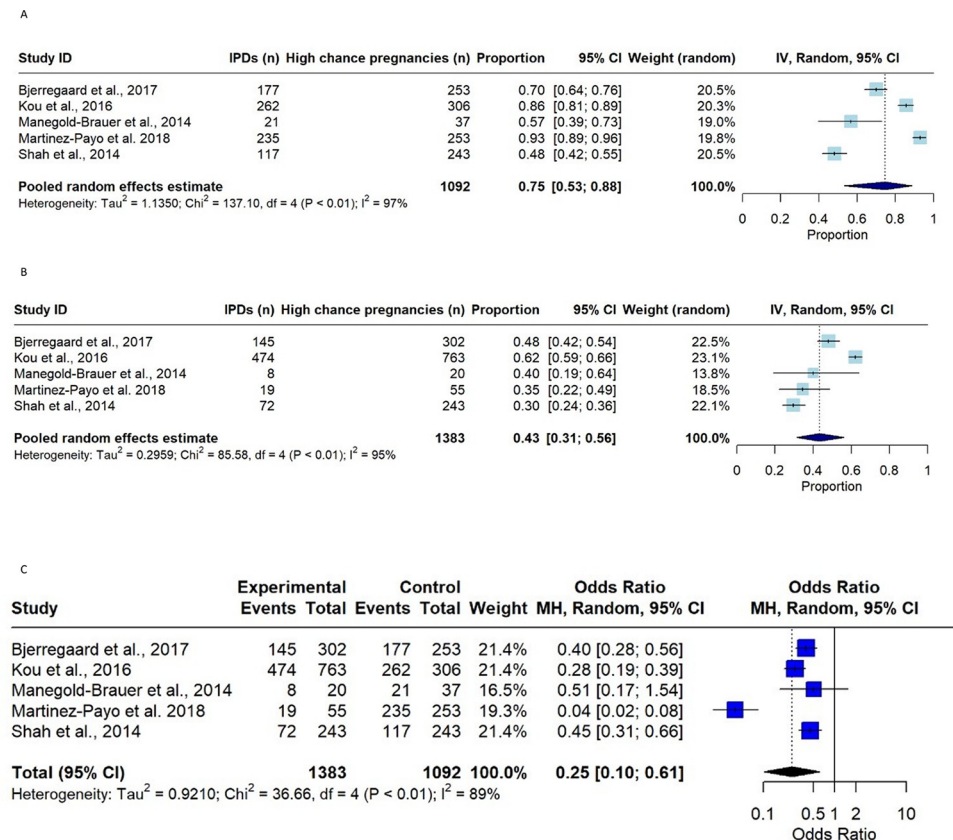 A
Study ID IPDs (n) High chance pregnancies (n) Proportion 95% CI Weight (random) IV, Random, 95% CI
Bjerregaard et al., 2017 177 253 0.70 [0.64; 0.76] 20.5%
Kou et al., 2016 262 306 0.86 [0.81; 0.89] 20.3%
Manegold-Brauer et al., 2014 21 37 0.57 [0.39; 0.73] 19.0%
Martinez-Payo et al. 2018 235 253 0.93 [0.89; 0.96] 19.8%
Shah et al., 2014 117 243 0.48 [0.42; 0.55] 20.5%
Pooled random effects estimate 1092 0.75 [0.53; 0.88] 100.0%
Heterogeneity: Tau² = 1.1350; Chi² = 137.10, df = 4 (P < 0.01); I² = 97%
0 0.2 0.4 0.6 0.8 1
Proportion
B
Study ID IPDs (n) High chance pregnancies (n) Proportion 95% CI Weight (random) IV, Random, 95% CI
Bjerregaard et al., 2017 145 302 0.48 [0.42; 0.54] 22.5%
Kou et al., 2016 474 763 0.62 [0.59; 0.66] 23.1%
Manegold-Brauer et al., 2014 8 20 0.40 [0.19; 0.64] 13.8%
Martinez-Payo et al. 2018 19 55 0.35 [0.22; 0.49] 18.5%
Shah et al., 2014 72 243 0.30 [0.24; 0.36] 22.1%
Pooled random effects estimate 1383 0.43 [0.31; 0.56] 100.0%
Heterogeneity: Tau² = 0.2959; Chi² = 85.58, df = 4 (P < 0.01); I² = 95%
0 0.2 0.4 0.6 0.8 1
Proportion
C
Experimental Control Odds Ratio Odds Ratio
Study Events Total Events Total Weight MH, Random, 95% CI MH, Random, 95% CI
Bjerregaard et al., 2017 145 302 177 253 21.4% 0.40 [0.28; 0.56]
Kou et al., 2016 474 763 262 306 21.4% 0.28 [0.19; 0.39]
Manegold-Brauer et al., 2014 8 20 21 37 16.5% 0.51 [0.17; 1.54]
Martinez-Payo et al. 2018 19 55 235 253 19.3% 0.04 [0.02; 0.08]
Shah et al., 2014 72 243 117 243 21.4% 0.45 [0.31; 0.66]
Total (95% CI) 1383 1092 100.0% 0.25 [0.10; 0.61]
Heterogeneity: Tau² = 0.9210; Chi² = 36.66, df = 4 (P < 0.01); I² = 89%
0.1 0.5 1 2 10
Odds Ratio